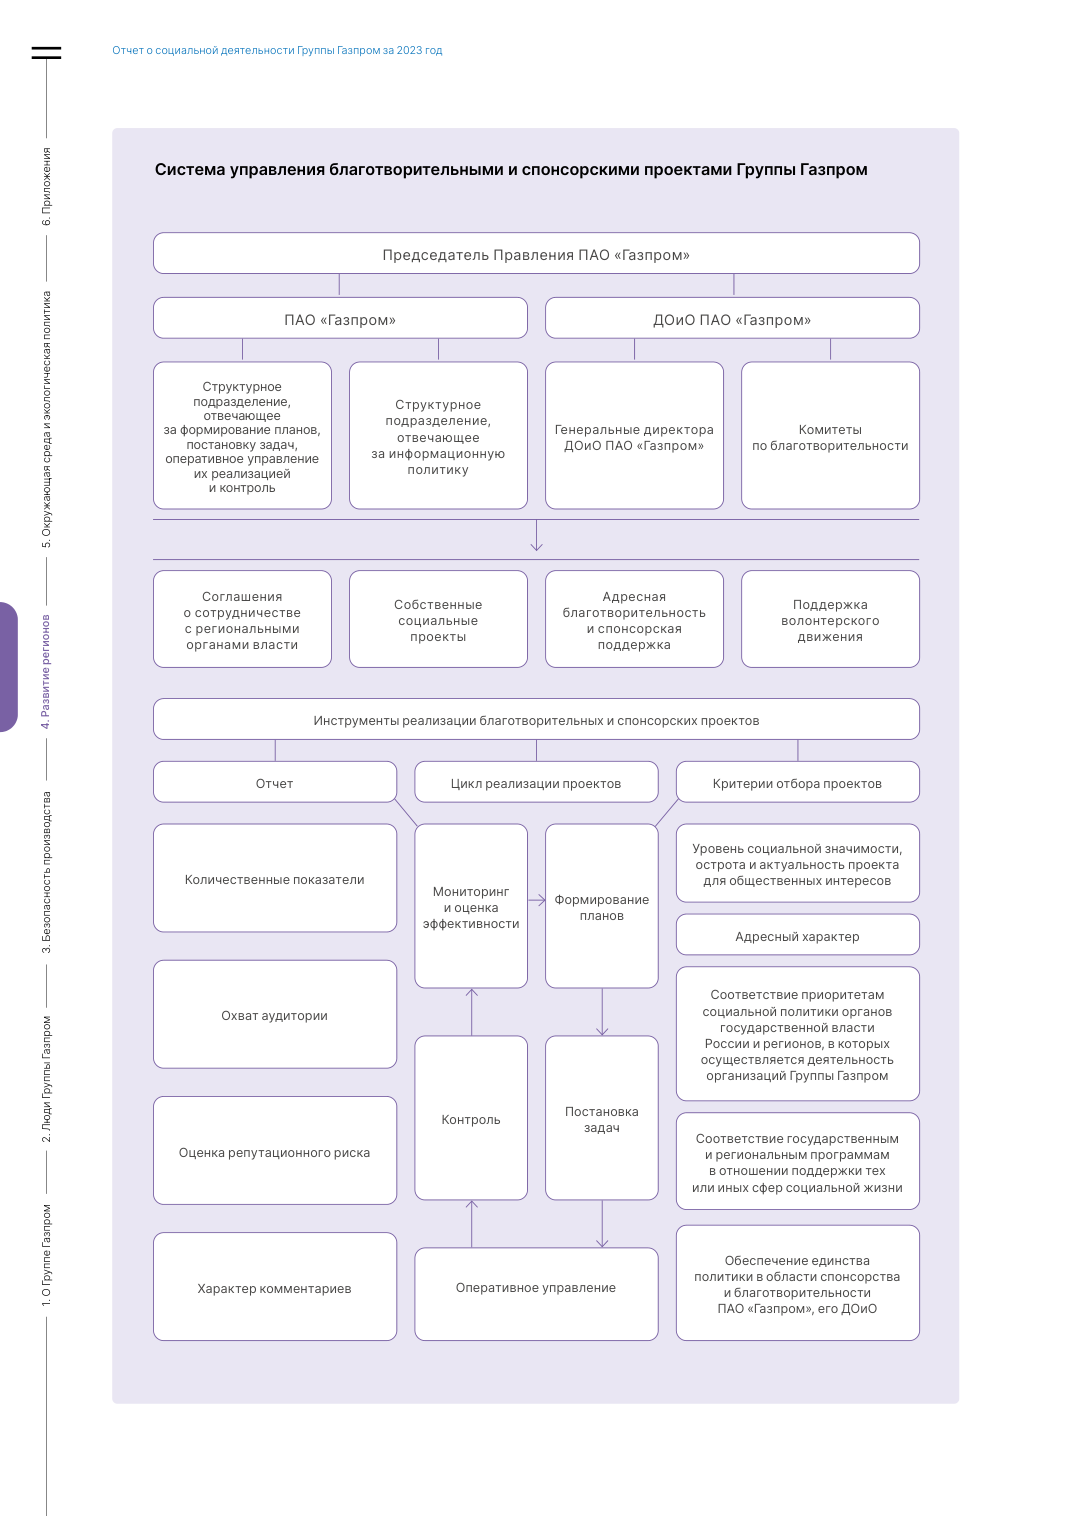 Отчет о социальной деятельности Группы Газпром за 2023 год
6. Приложения
5. Окружающая среда и экологическая политика
4. Развитие регионов
3. Безопасность производства
2. Люди Группы Газпром
1. О Группе Газпром
Система управления благотворительными и спонсорскими проектами Группы Газпром
Председатель Правления ПАО «Газпром»
ПАО «Газпром»
ДОиО ПАО «Газпром»
Структурное
подразделение,
отвечающее
за формирование планов,
постановку задач,
оперативное управление
их реализацией
и контроль
Структурное
подразделение,
отвечающее
за информационную
политику
Генеральные директора
ДОиО ПАО «Газпром»
Комитеты
по благотворительности
Соглашения
о сотрудничестве
с региональными
органами власти
Собственные
социальные
проекты
Адресная
благотворительность
и спонсорская
поддержка
Поддержка
волонтерского
движения
Инструменты реализации благотворительных и спонсорских проектов
Отчет
Цикл реализации проектов
Критерии отбора проектов
Количественные показатели
Охват аудитории
Оценка репутационного риска
Характер комментариев
Мониторинг
и оценка
эффективности
Формирование
планов
Контроль
Постановка
задач
Оперативное управление
Уровень социальной значимости,
острота и актуальность проекта
для общественных интересов
Адресный характер
Соответствие приоритетам
социальной политики органов
государственной власти
России и регионов, в которых
осуществляется деятельность
организаций Группы Газпром
Соответствие государственным
и региональным программам
в отношении поддержки тех
или иных сфер социальной жизни
Обеспечение единства
политики в области спонсорства
и благотворительности
ПАО «Газпром», его ДОиО